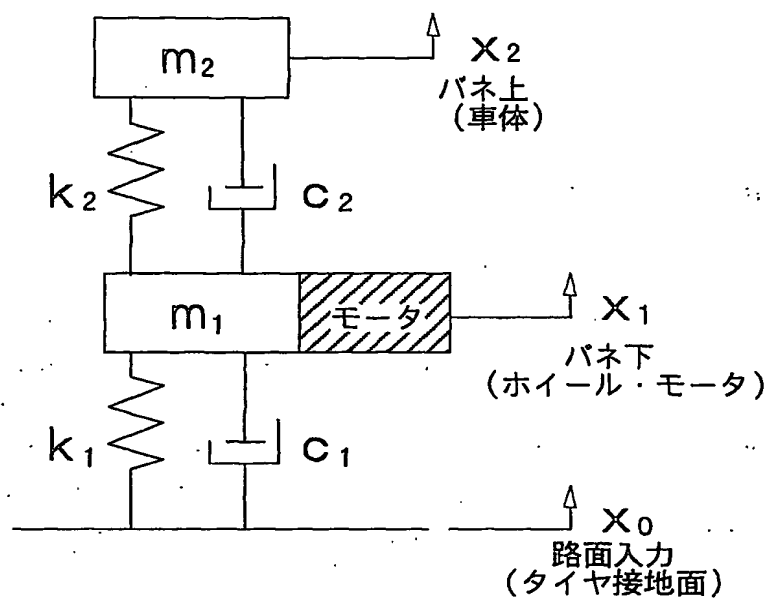 m₂
x₂
バネ上
(車体)
k₂
c₂
m₁
モータ
x₁
バネ下
(ホイール・モータ)
k₁
c₁
x₀
路面入力
(タイヤ接地面)